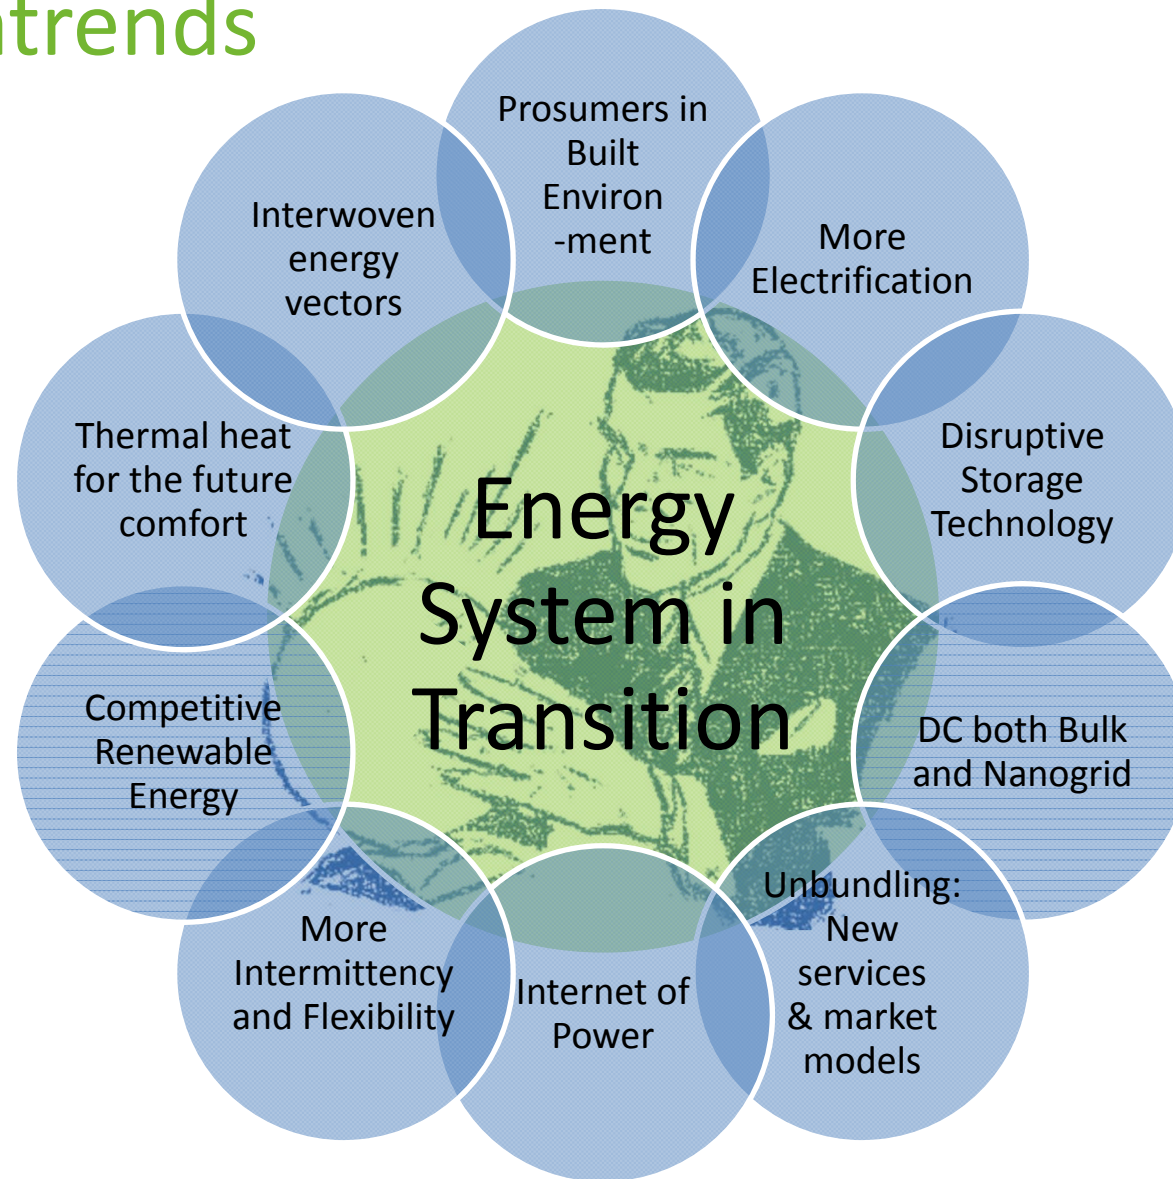 Energy
System in
Transition
Prosumers in
Built
Environ
-ment
More
Electrification
Disruptive
Storage
Technology
DC both Bulk
and Nanogrid
Unbundling:
New
services
& market
models
Internet of
Power
More
Intermittency
and Flexibility
Competitive
Renewable
Energy
Thermal heat
for the future
comfort
Interwoven
energy
vectors